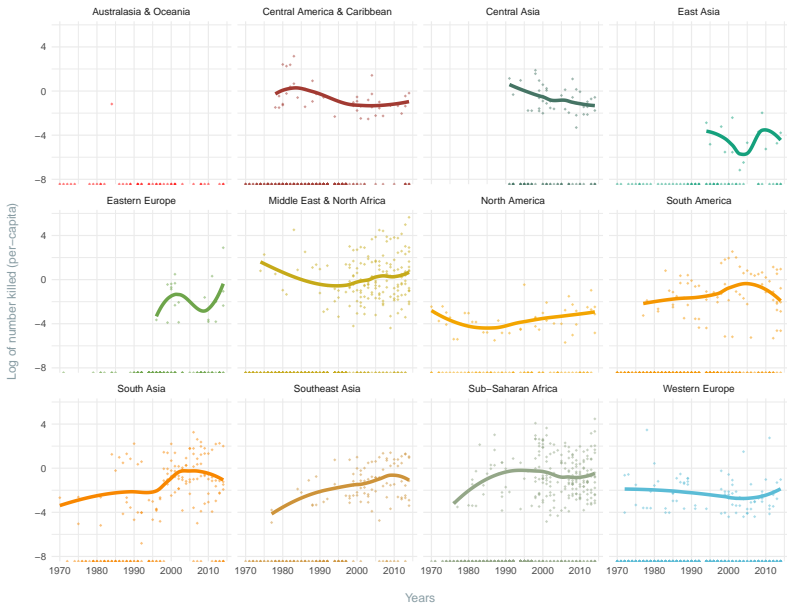 Australasia & Oceania
Central America & Caribbean
Central Asia
East Asia
4
0
−4
−8
Eastern Europe
Middle East & North Africa
North America
South America
4
0
−4
−8
South Asia
Southeast Asia
Sub−Saharan Africa
Western Europe
4
0
−4
−8
1970 1980 1990 2000 2010
1970 1980 1990 2000 2010
1970 1980 1990 2000 2010
1970 1980 1990 2000 2010
Years
Log of number killed (per−capita)